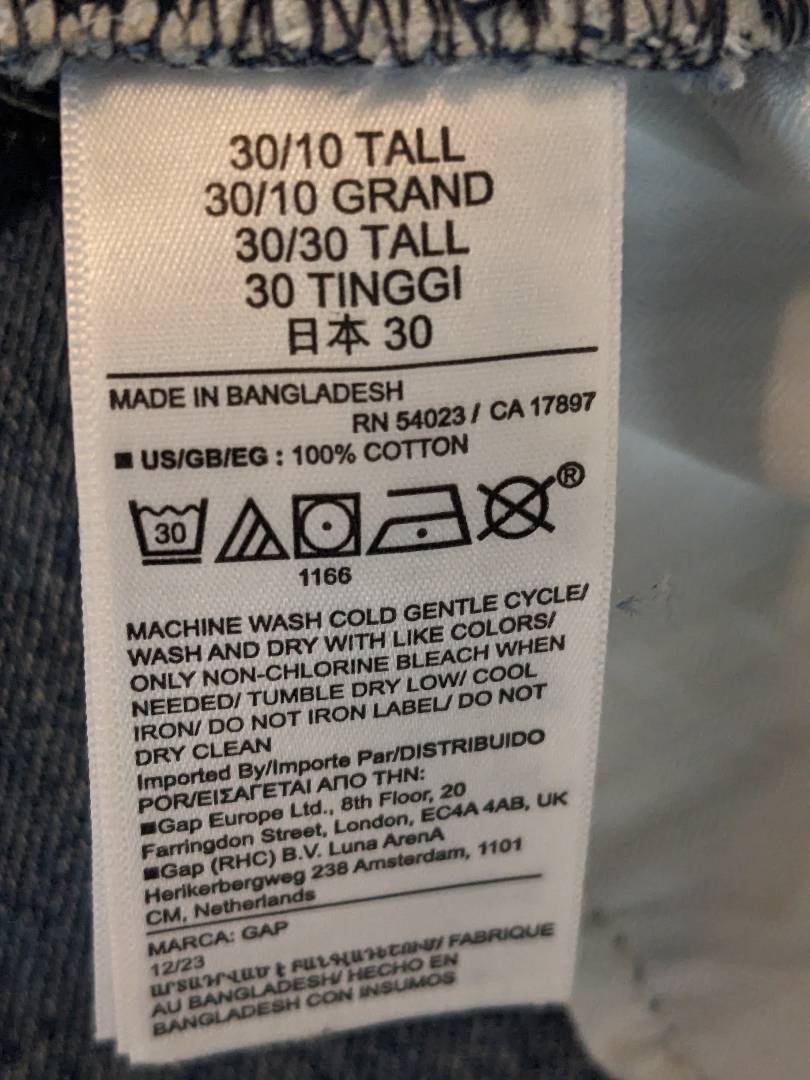 30/10 TALL
30/10 GRAND
30/30 TALL
30 TINGGI
日本 30
MADE IN BANGLADESH
RN 54023 / CA 17897
■ US/GB/EG : 100% COTTON
30
®
1166
MACHINE WASH COLD GENTLE CYCLE/
WASH AND DRY WITH LIKE COLORS/
ONLY NON-CHLORINE BLEACH WHEN
NEEDED/ TUMBLE DRY LOW/ COOL
IRON/ DO NOT IRON LABEL/ DO NOT
DRY CLEAN
Imported By/Importe Par/DISTRIBUIDO
POR/ΕΙΣΑΓΕΤΑΙ ΑΠΟ ΤΗΝ:
■Gap Europe Ltd., 8th Floor, 20
Farringdon Street, London, EC4A 4AB, UK
■Gap (RHC) B.V. Luna ArenA
Herikerbergweg 238 Amsterdam, 1101
CM, Netherlands
MARCA: GAP
12/23
ԱՐՏԱԴՐՎԱԾ Է ԲԱՆԳԼԱԴԵՇՈՒՄ/ FABRIQUE
AU BANGLADESH/ HECHO EN
BANGLADESH CON INSUMOS